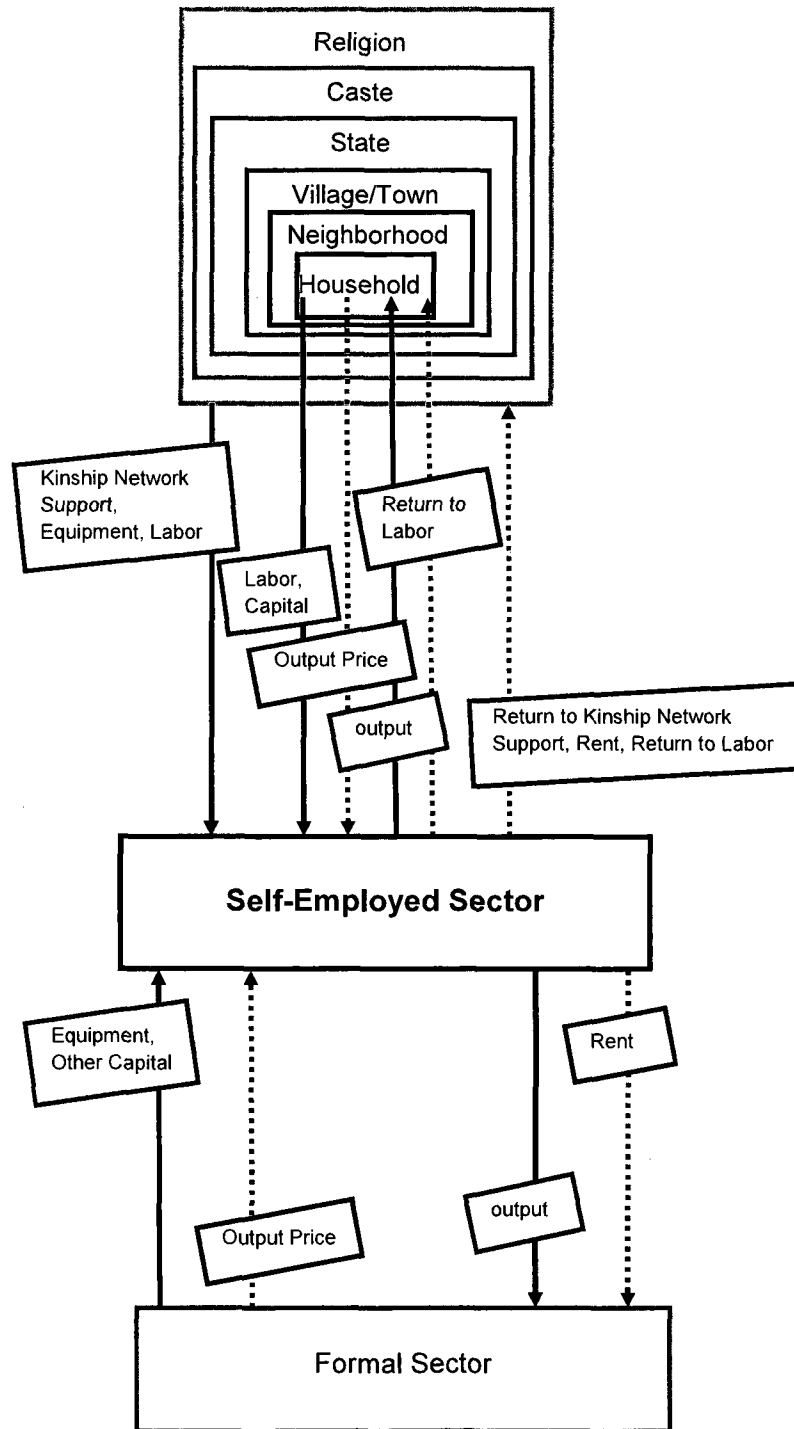 Religion
Caste
State
Village/Town
Neighborhood
Household
Kinship Network
Support,
Equipment, Labor
Return to
Labor
Labor,
Capital
Output Price
output
Return to Kinship Network
Support, Rent, Return to Labor
Self-Employed Sector
Equipment,
Other Capital
Rent
Output Price
output
Formal Sector